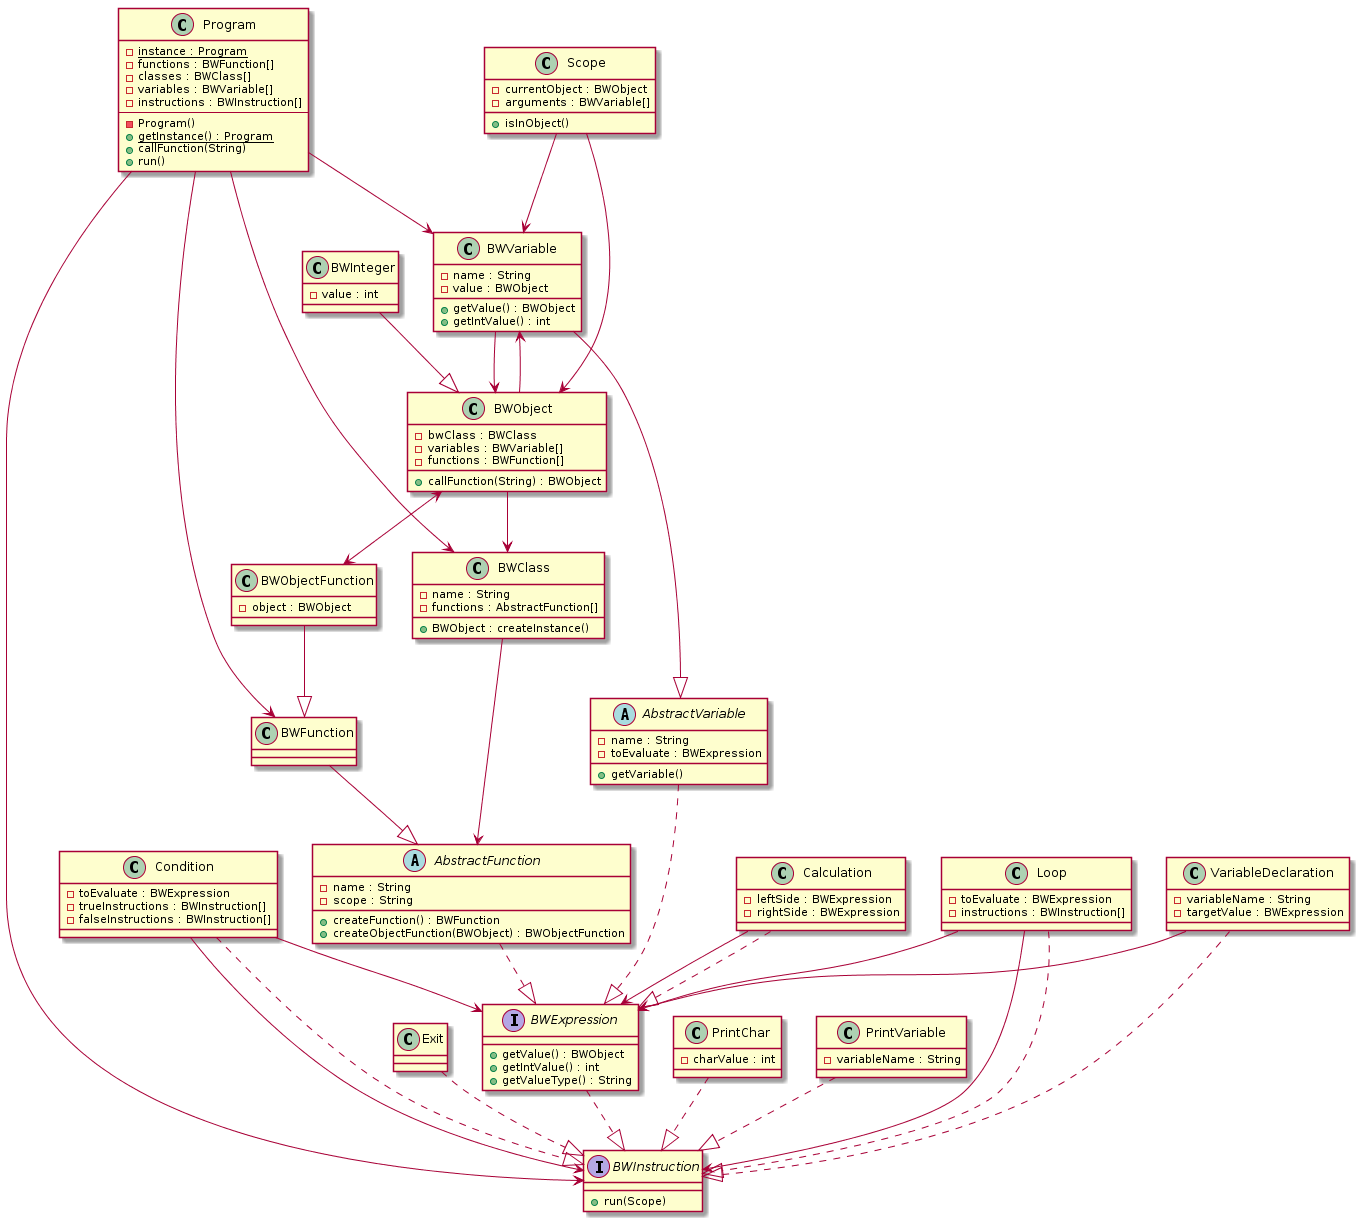 C Program
instance : Program
functions : BWFunction[]
classes : BWClass[]
variables : BWVariable[]
instructions : BWInstruction[]
Program()
getInstance() : Program
callFunction(String)
run()
C Scope
currentObject : BWObject
arguments : BWVariable[]
isInObject()
C BWVariable
name : String
value : BWObject
getValue() : BWObject
getIntValue() : int
C BWInteger
value : int
C BWObject
bwClass : BWClass
variables : BWVariable[]
functions : BWFunction[]
callFunction(String) : BWObject
C BWObjectFunction
object : BWObject
C BWClass
name : String
functions : AbstractFunction[]
BWObject : createInstance()
C BWFunction
A AbstractVariable
name : String
toEvaluate : BWExpression
getVariable()
C Condition
toEvaluate : BWExpression
trueInstructions : BWInstruction[]
falseInstructions : BWInstruction[]
A AbstractFunction
name : String
scope : String
createFunction() : BWFunction
createObjectFunction(BWObject) : BWObjectFunction
C Calculation
leftSide : BWExpression
rightSide : BWExpression
C Loop
toEvaluate : BWExpression
instructions : BWInstruction[]
C VariableDeclaration
variableName : String
targetValue : BWExpression
C Exit
I BWExpression
getValue() : BWObject
getIntValue() : int
getValueType() : String
C PrintChar
charValue : int
C PrintVariable
variableName : String
I BWInstruction
run(Scope)